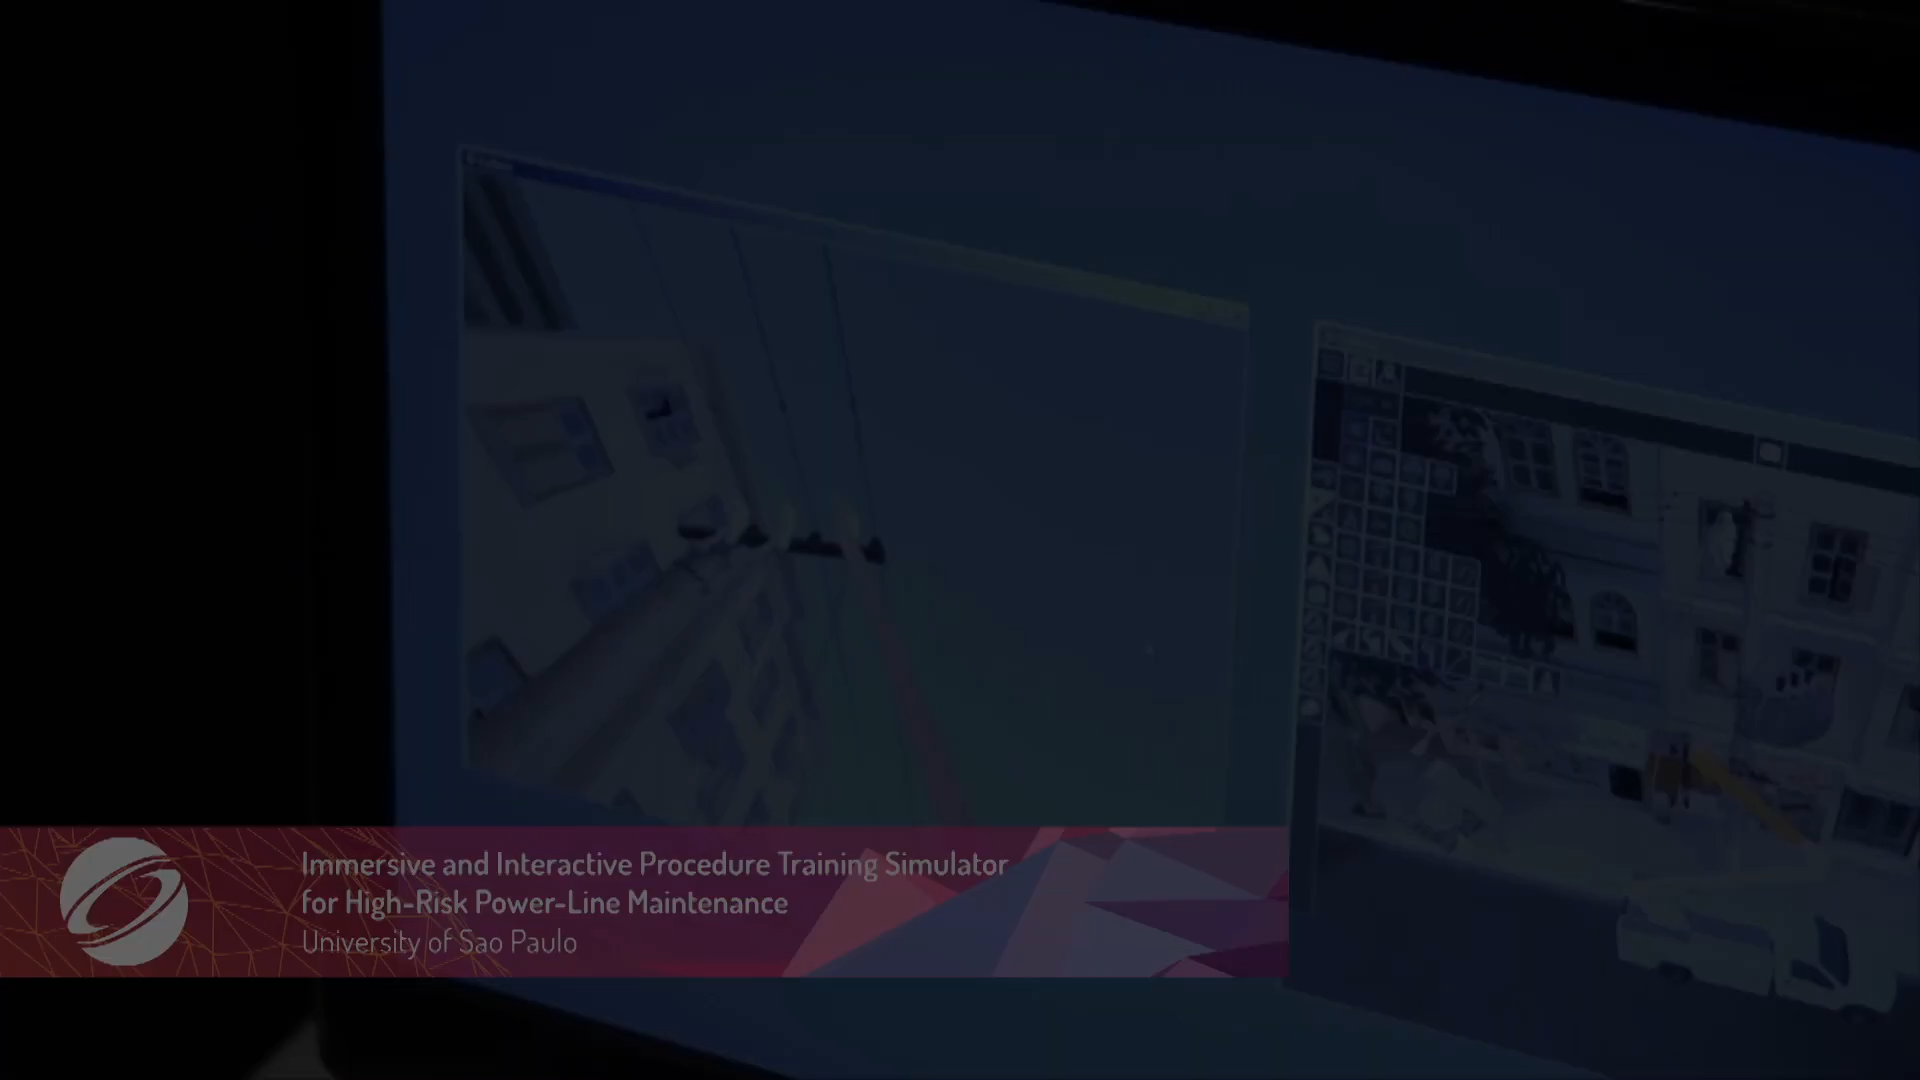 Immersive and Interactive Procedure Training Simulator
for High-Risk Power-Line Maintenance
University of Sao Paulo